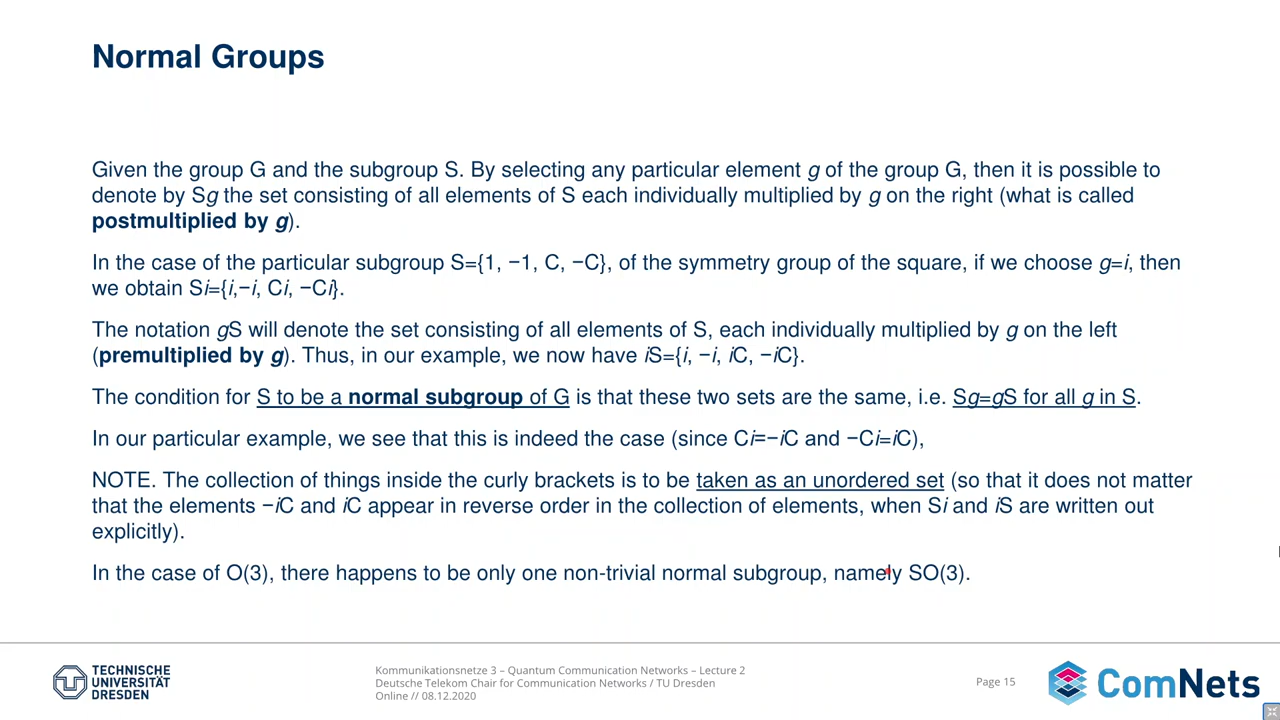 Normal Groups
Given the group G and the subgroup S. By selecting any particular element g of the group G, then it is possible to
denote by Sg the set consisting of all elements of S each individually multiplied by g on the right (what is called
postmultiplied by g).
In the case of the particular subgroup S={1, −1, C, −C}, of the symmetry group of the square, if we choose g=i, then
we obtain Si={i,−i, Ci, −Ci}.
The notation gS will denote the set consisting of all elements of S, each individually multiplied by g on the left
(premultiplied by g). Thus, in our example, we now have iS={i, −i, iC, −iC}.
The condition for S to be a normal subgroup of G is that these two sets are the same, i.e. Sg=gS for all g in S.
In our particular example, we see that this is indeed the case (since Ci=−iC and −Ci=iC),
NOTE. The collection of things inside the curly brackets is to be taken as an unordered set (so that it does not matter
that the elements −iC and iC appear in reverse order in the collection of elements, when Si and iS are written out
explicitly).
In the case of O(3), there happens to be only one non-trivial normal subgroup, namely SO(3).
TECHNISCHE
UNIVERSITÄT
DRESDEN
Kommunikationsnetze 3 – Quantum Communication Networks – Lecture 2
Deutsche Telekom Chair for Communication Networks / TU Dresden
Online // 08.12.2020
Page 15
ComNets